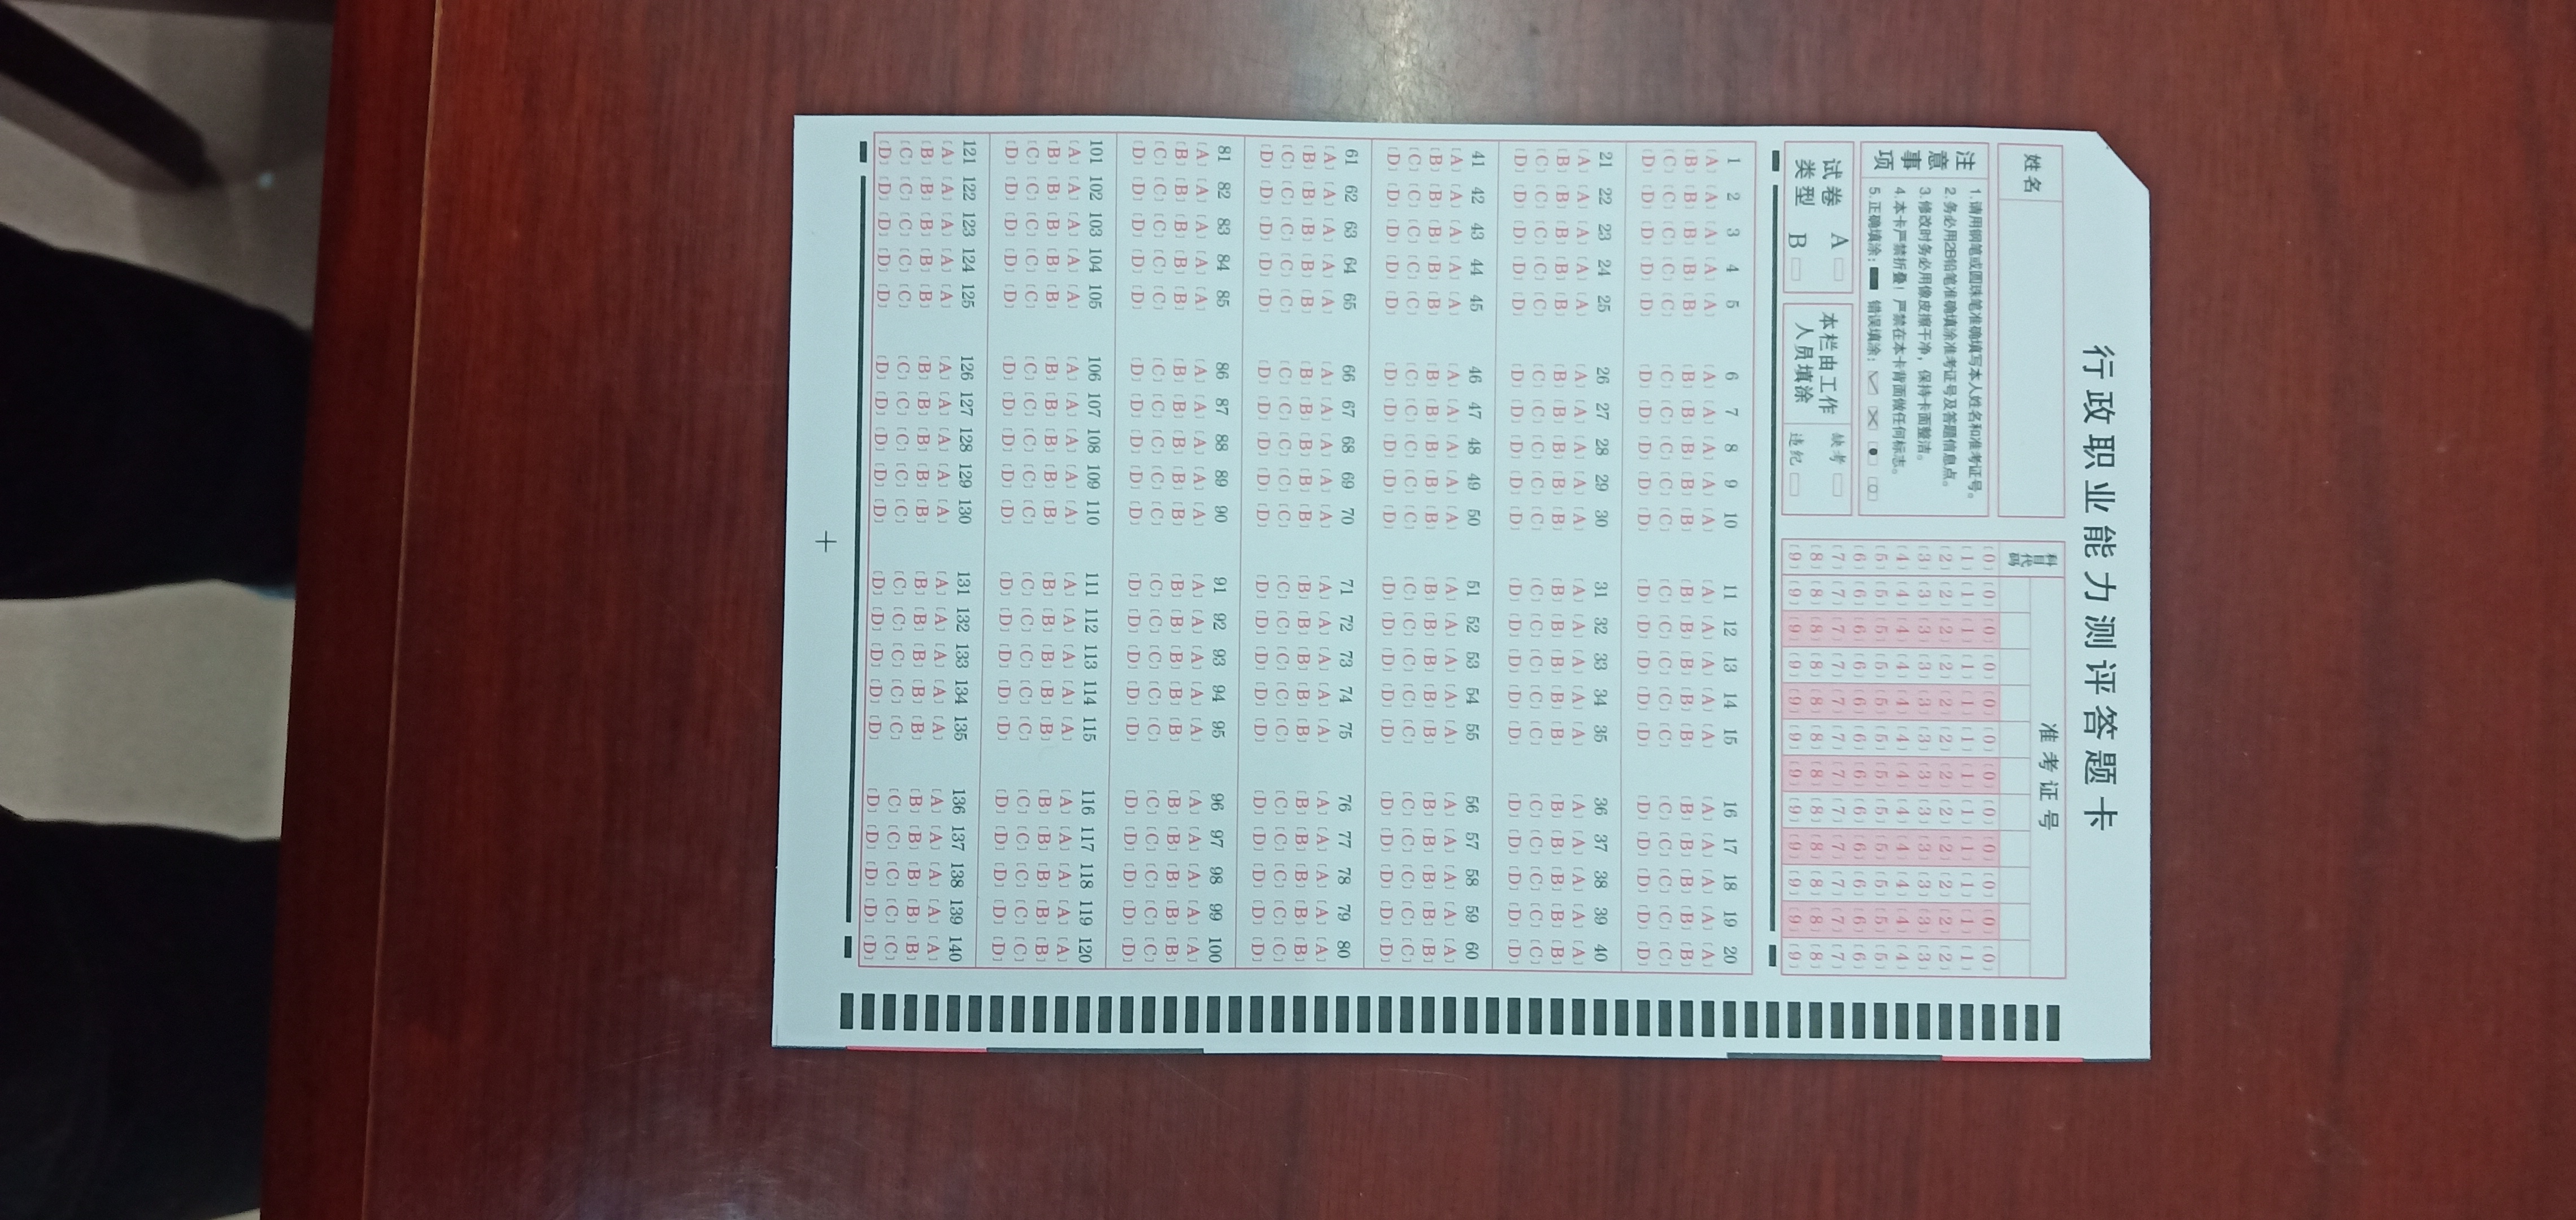 行政职业能力测评答题卡
姓名
注意事项
1.请用钢笔或圆珠笔准确填写本人姓名和准考证号。
2.务必用2B铅笔准确填涂准考证号及答题信息点。
3.修改时务必用像皮擦干净，保持卡面整洁。
4.本卡严禁折叠！严禁在本卡背面做任何标志。
5.正确填涂： 错误填涂：
试卷类型 A B
本栏由工作人员填涂 缺考 违纪
科目代码 准考证号
[0] [0] [0] [0] [0] [0] [0] [0] [0] [0] [0] [0]
[1] [1] [1] [1] [1] [1] [1] [1] [1] [1] [1] [1]
[2] [2] [2] [2] [2] [2] [2] [2] [2] [2] [2] [2]
[3] [3] [3] [3] [3] [3] [3] [3] [3] [3] [3] [3]
[4] [4] [4] [4] [4] [4] [4] [4] [4] [4] [4] [4]
[5] [5] [5] [5] [5] [5] [5] [5] [5] [5] [5] [5]
[6] [6] [6] [6] [6] [6] [6] [6] [6] [6] [6] [6]
[7] [7] [7] [7] [7] [7] [7] [7] [7] [7] [7] [7]
[8] [8] [8] [8] [8] [8] [8] [8] [8] [8] [8] [8]
[9] [9] [9] [9] [9] [9] [9] [9] [9] [9] [9] [9]
1 2 3 4 5 6 7 8 9 10 11 12 13 14 15 16 17 18 19 20
[A] [A] [A] [A] [A] [A] [A] [A] [A] [A] [A] [A] [A] [A] [A] [A] [A] [A] [A] [A]
[B] [B] [B] [B] [B] [B] [B] [B] [B] [B] [B] [B] [B] [B] [B] [B] [B] [B] [B] [B]
[C] [C] [C] [C] [C] [C] [C] [C] [C] [C] [C] [C] [C] [C] [C] [C] [C] [C] [C] [C]
[D] [D] [D] [D] [D] [D] [D] [D] [D] [D] [D] [D] [D] [D] [D] [D] [D] [D] [D] [D]
21 22 23 24 25 26 27 28 29 30 31 32 33 34 35 36 37 38 39 40
[A] [A] [A] [A] [A] [A] [A] [A] [A] [A] [A] [A] [A] [A] [A] [A] [A] [A] [A] [A]
[B] [B] [B] [B] [B] [B] [B] [B] [B] [B] [B] [B] [B] [B] [B] [B] [B] [B] [B] [B]
[C] [C] [C] [C] [C] [C] [C] [C] [C] [C] [C] [C] [C] [C] [C] [C] [C] [C] [C] [C]
[D] [D] [D] [D] [D] [D] [D] [D] [D] [D] [D] [D] [D] [D] [D] [D] [D] [D] [D] [D]
41 42 43 44 45 46 47 48 49 50 51 52 53 54 55 56 57 58 59 60
[A] [A] [A] [A] [A] [A] [A] [A] [A] [A] [A] [A] [A] [A] [A] [A] [A] [A] [A] [A]
[B] [B] [B] [B] [B] [B] [B] [B] [B] [B] [B] [B] [B] [B] [B] [B] [B] [B] [B] [B]
[C] [C] [C] [C] [C] [C] [C] [C] [C] [C] [C] [C] [C] [C] [C] [C] [C] [C] [C] [C]
[D] [D] [D] [D] [D] [D] [D] [D] [D] [D] [D] [D] [D] [D] [D] [D] [D] [D] [D] [D]
61 62 63 64 65 66 67 68 69 70 71 72 73 74 75 76 77 78 79 80
[A] [A] [A] [A] [A] [A] [A] [A] [A] [A] [A] [A] [A] [A] [A] [A] [A] [A] [A] [A]
[B] [B] [B] [B] [B] [B] [B] [B] [B] [B] [B] [B] [B] [B] [B] [B] [B] [B] [B] [B]
[C] [C] [C] [C] [C] [C] [C] [C] [C] [C] [C] [C] [C] [C] [C] [C] [C] [C] [C] [C]
[D] [D] [D] [D] [D] [D] [D] [D] [D] [D] [D] [D] [D] [D] [D] [D] [D] [D] [D] [D]
81 82 83 84 85 86 87 88 89 90 91 92 93 94 95 96 97 98 99 100
[A] [A] [A] [A] [A] [A] [A] [A] [A] [A] [A] [A] [A] [A] [A] [A] [A] [A] [A] [A]
[B] [B] [B] [B] [B] [B] [B] [B] [B] [B] [B] [B] [B] [B] [B] [B] [B] [B] [B] [B]
[C] [C] [C] [C] [C] [C] [C] [C] [C] [C] [C] [C] [C] [C] [C] [C] [C] [C] [C] [C]
[D] [D] [D] [D] [D] [D] [D] [D] [D] [D] [D] [D] [D] [D] [D] [D] [D] [D] [D] [D]
101 102 103 104 105 106 107 108 109 110 111 112 113 114 115 116 117 118 119 120
[A] [A] [A] [A] [A] [A] [A] [A] [A] [A] [A] [A] [A] [A] [A] [A] [A] [A] [A] [A]
[B] [B] [B] [B] [B] [B] [B] [B] [B] [B] [B] [B] [B] [B] [B] [B] [B] [B] [B] [B]
[C] [C] [C] [C] [C] [C] [C] [C] [C] [C] [C] [C] [C] [C] [C] [C] [C] [C] [C] [C]
[D] [D] [D] [D] [D] [D] [D] [D] [D] [D] [D] [D] [D] [D] [D] [D] [D] [D] [D] [D]
121 122 123 124 125 126 127 128 129 130 131 132 133 134 135 136 137 138 139 140
[A] [A] [A] [A] [A] [A] [A] [A] [A] [A] [A] [A] [A] [A] [A] [A] [A] [A] [A] [A]
[B] [B] [B] [B] [B] [B] [B] [B] [B] [B] [B] [B] [B] [B] [B] [B] [B] [B] [B] [B]
[C] [C] [C] [C] [C] [C] [C] [C] [C] [C] [C] [C] [C] [C] [C] [C] [C] [C] [C] [C]
[D] [D] [D] [D] [D] [D] [D] [D] [D] [D] [D] [D] [D] [D] [D] [D] [D] [D] [D] [D]